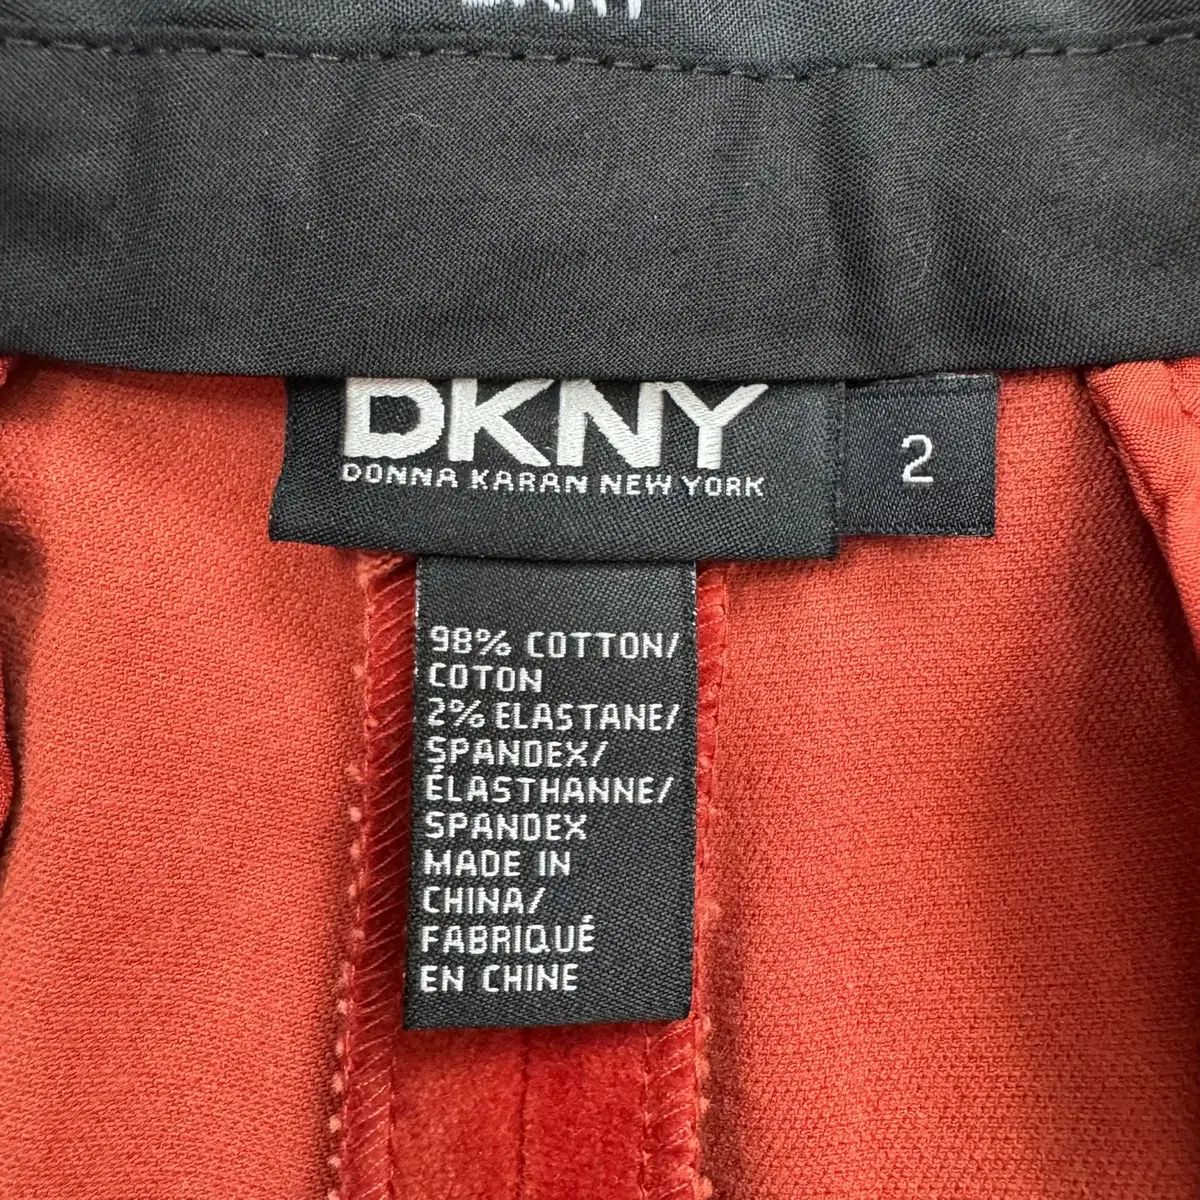 DKNY
DONNA KARAN NEW YORK
2
98% COTTON/
COTON
2% ELASTANE/
SPANDEX/
ÉLASTHANNE/
SPANDEX
MADE IN
CHINA/
FABRIQUÉ
EN CHINE